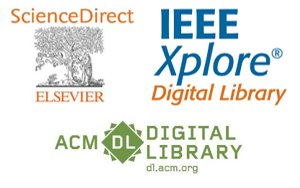 ScienceDirect
ELSEVIER
IEEE
Xplore®
Digital Library
ACM DL DIGITAL
LIBRARY
dl.acm.org